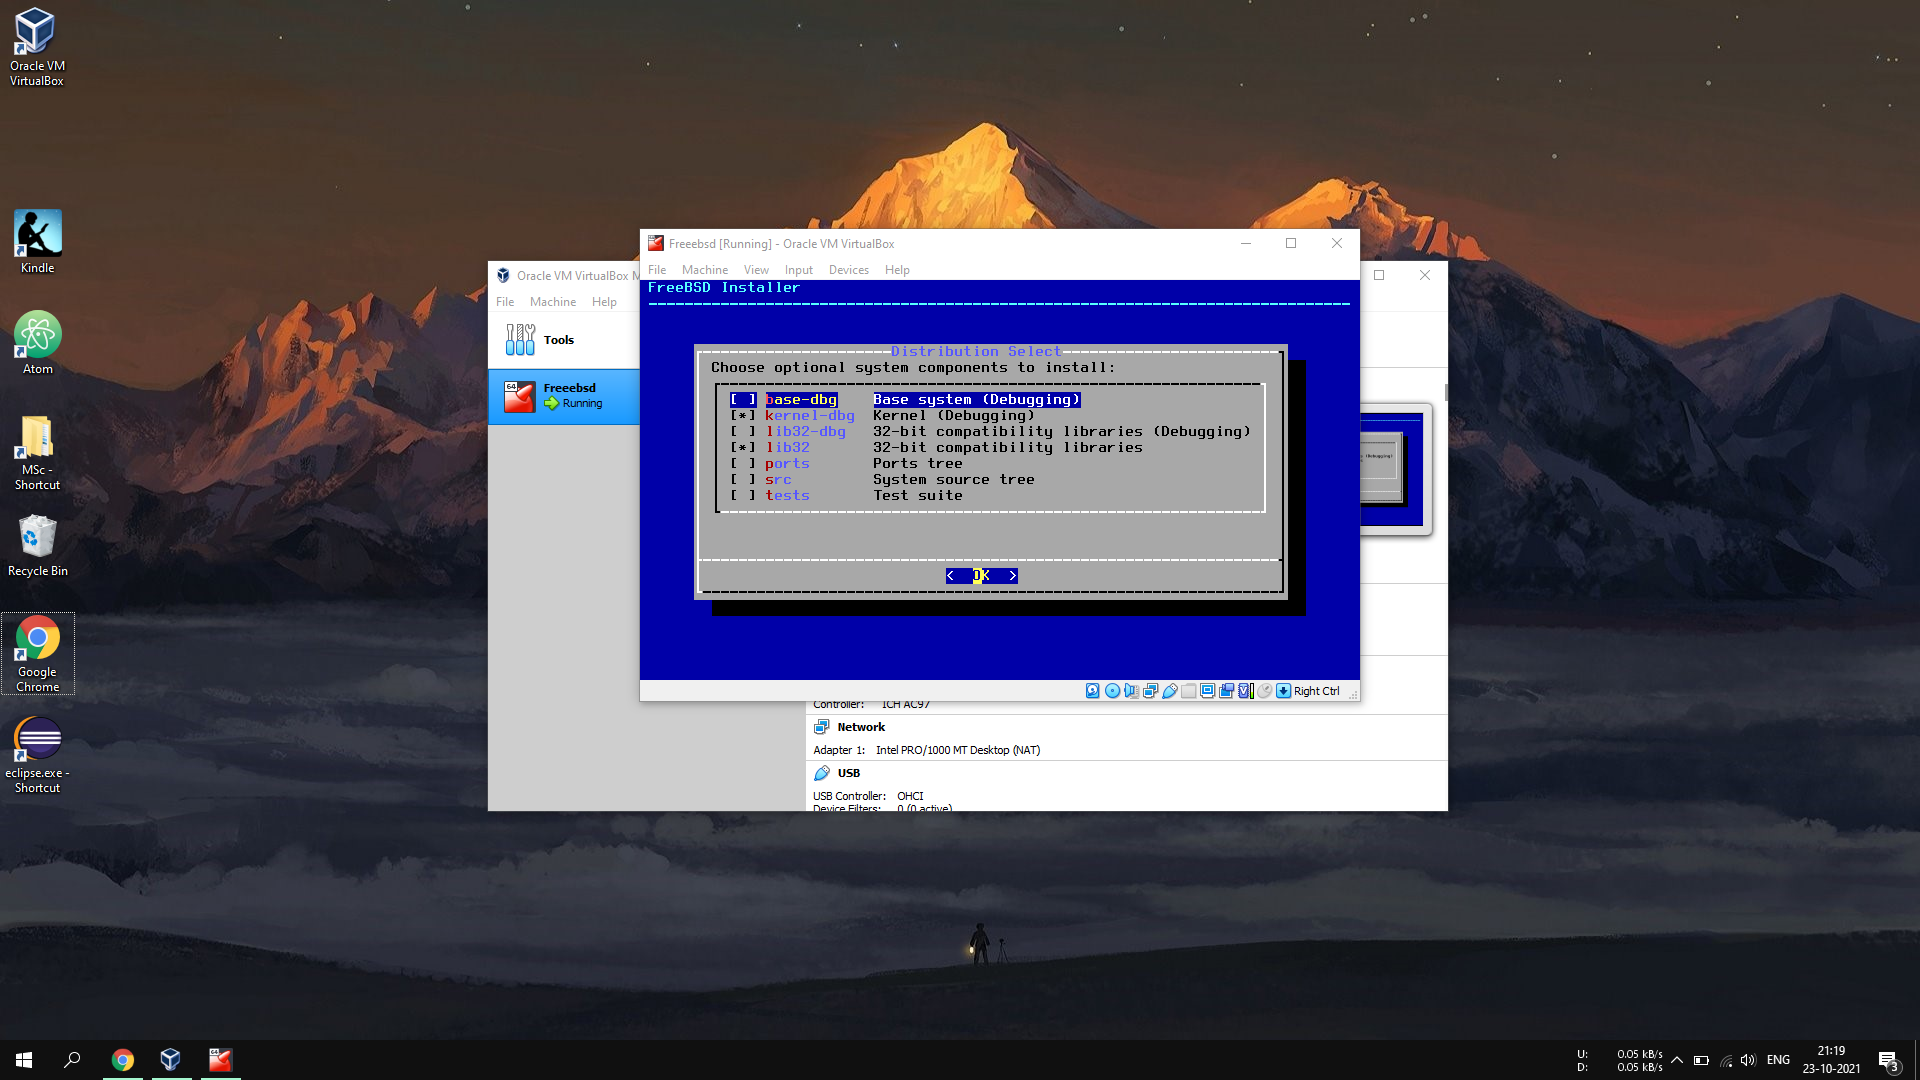 Oracle VM
VirtualBox
Kindle
Atom
MSc -
Shortcut
Recycle Bin
Google
Chrome
eclipse.exe -
Shortcut
Oracle VM VirtualBox M
File Machine Help
Tools
64
Freeebsd
Running
Freeebsd [Running] - Oracle VM VirtualBox
File Machine View Input Devices Help
FreeBSD Installer
Distribution Select
Choose optional system components to install:
[ ] base-dbg Base system (Debugging)
[*] kernel-dbg Kernel (Debugging)
[ ] lib32-dbg 32-bit compatibility libraries (Debugging)
[*] lib32 32-bit compatibility libraries
[ ] ports Ports tree
[ ] src System source tree
[ ] tests Test suite
< OK >
Right Ctrl
Controller: ICH AC97
Network
Adapter 1: Intel PRO/1000 MT Desktop (NAT)
USB
USB Controller: OHCI
Device Filters: 0 (0 active)
U: 0.05 kB/s
D: 0.05 kB/s
ENG
21:19
23-10-2021
3